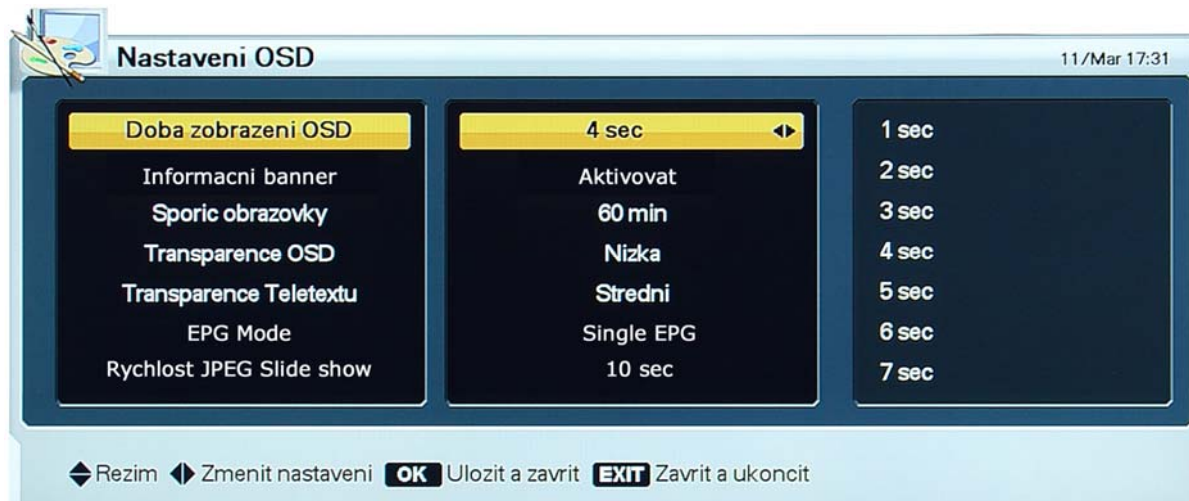 Nastaveni OSD
11/Mar 17:31
Doba zobrazeni OSD
4 sec
Informacni banner
Aktivovat
Sporic obrazovky
60 min
Transparence OSD
Nizka
Transparence Teletextu
Stredni
EPG Mode
Single EPG
Rychlost JPEG Slide show
10 sec
1 sec
2 sec
3 sec
4 sec
5 sec
6 sec
7 sec
Rezim Zmenit nastaveni OK Ulozit a zavrit EXIT Zavrit a ukoncit